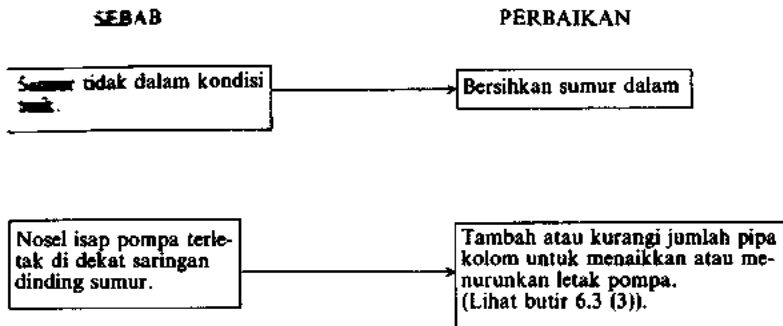 SEBAB
PERBAIKAN
tidak dalam kondisi
Bersihkan sumur dalam
Nosel isap pompa terle-
tak di dekat saringan
dinding sumur.
Tambah atau kurangi jumlah pipa
kolom untuk menaikkan atau me-
nurunkan letak pompa.
(Lihat butir 6.3 (3)).